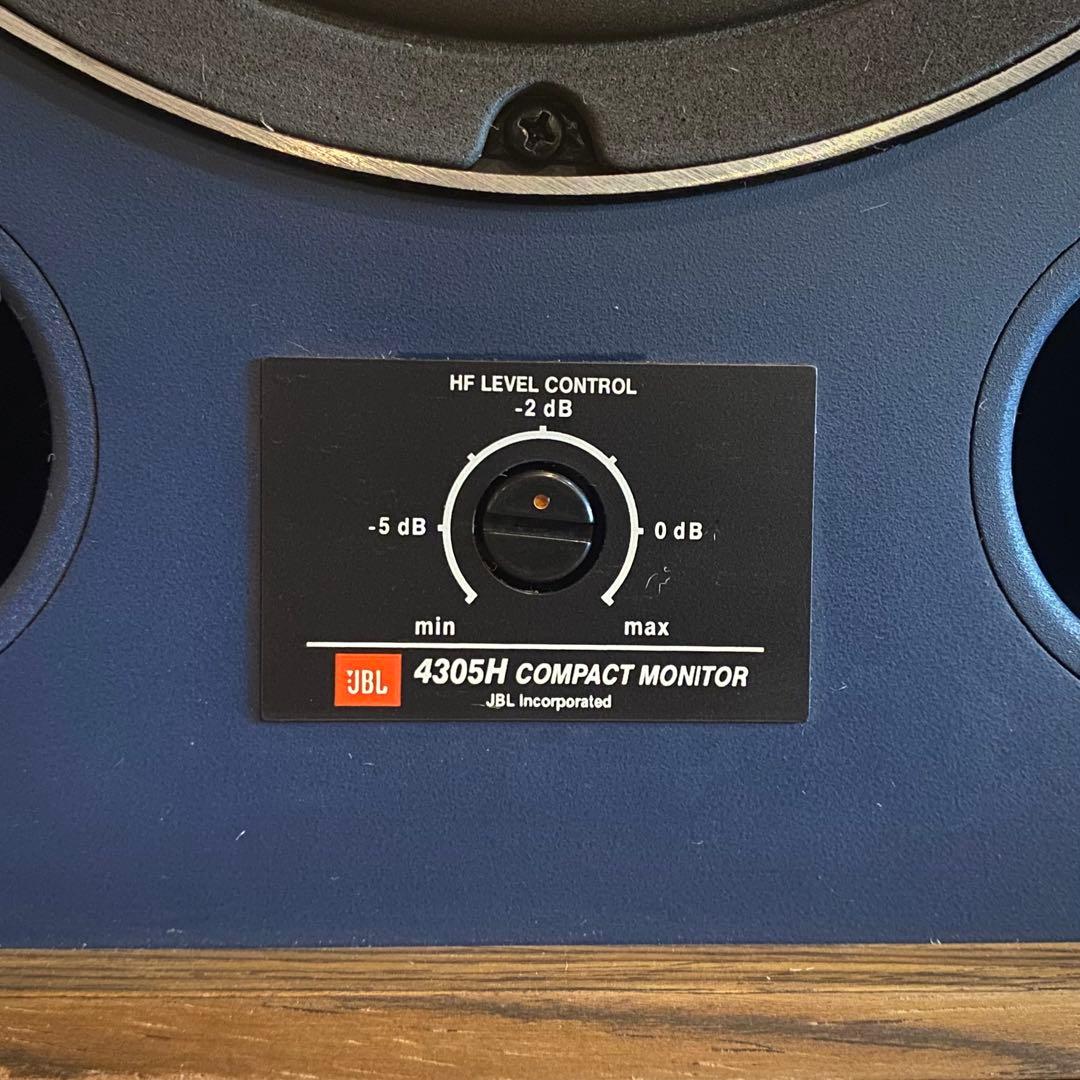 HF LEVEL CONTROL
-2 dB
-5 dB
0 dB
min
max
JBL
4305H COMPACT MONITOR
JBL Incorporated